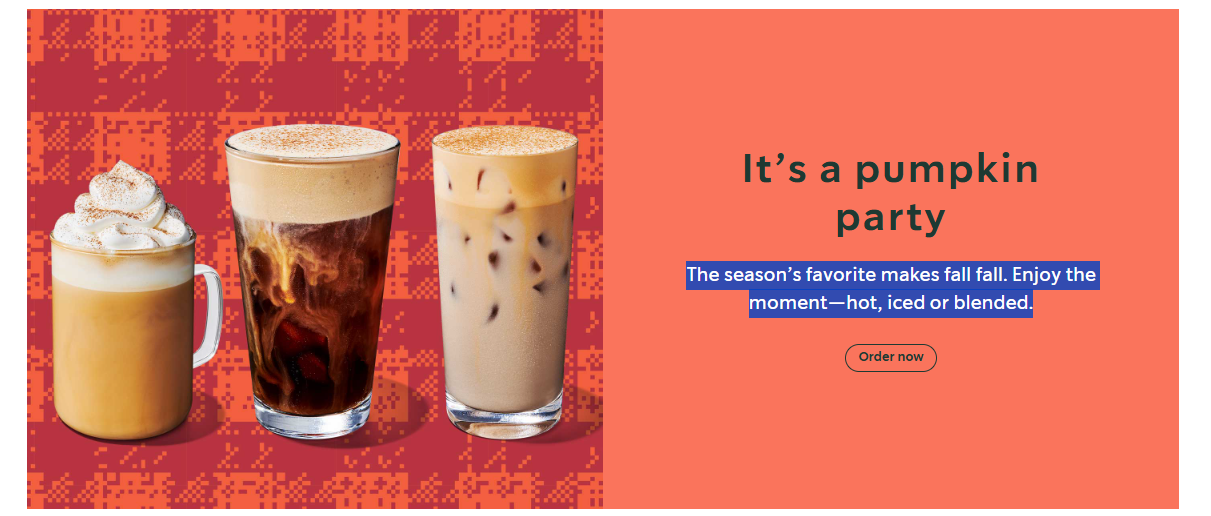 It’s a pumpkin
party
The season’s favorite makes fall fall. Enjoy the
moment—hot, iced or blended.
Order now